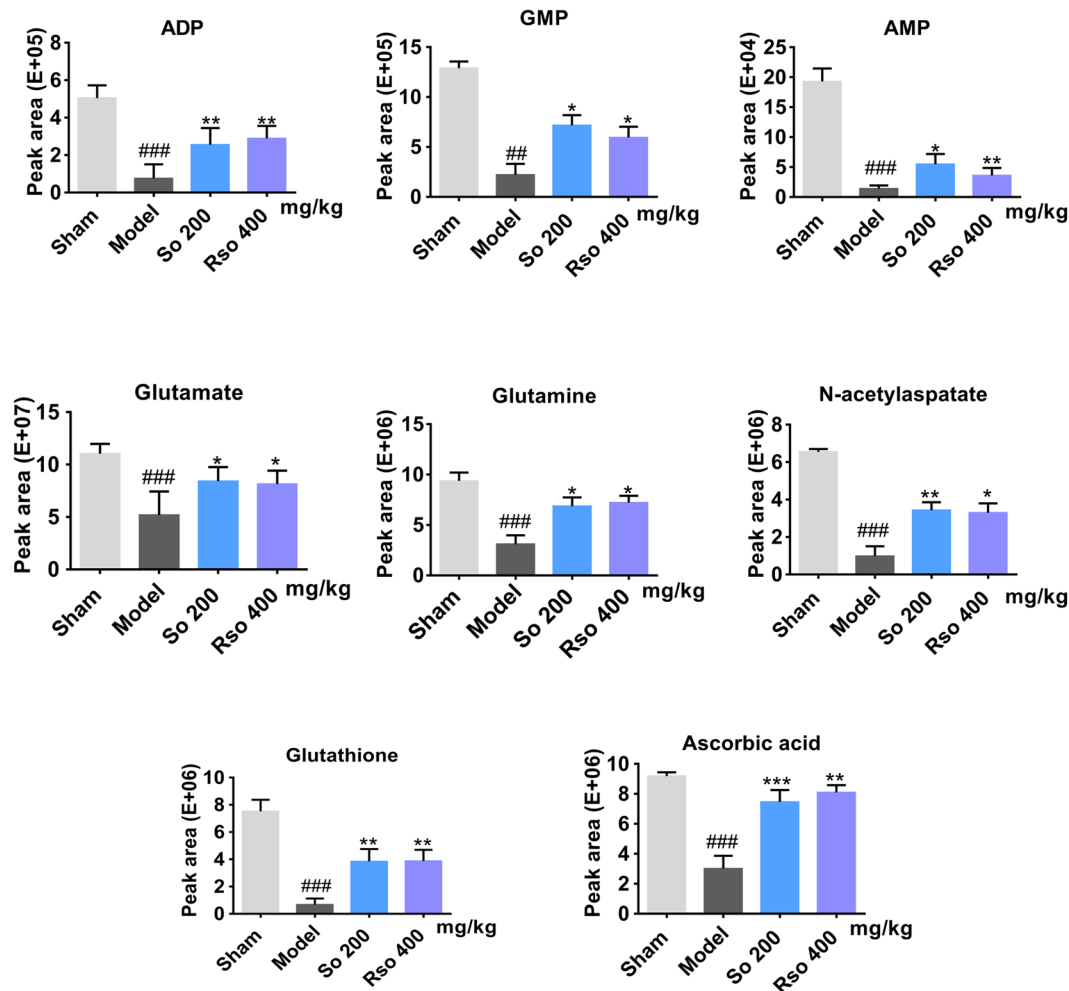 ADP
Peak area (E+05)
8
6
4
2
0
###
**
**
Sham
Model
So 200
Rso 400
mg/kg
GMP
Peak area (E+05)
15
10
5
0
##
*
*
Sham
Model
So 200
Rso 400
mg/kg
AMP
Peak area (E+04)
25
20
15
10
5
0
###
*
**
Sham
Model
So 200
Rso 400
mg/kg
Glutamate
Peak area (E+07)
15
10
5
0
###
*
*
Sham
Model
So 200
Rso 400
mg/kg
Glutamine
Peak area (E+06)
15
10
5
0
###
*
*
Sham
Model
So 200
Rso 400
mg/kg
N-acetylaspatate
Peak area (E+06)
8
6
4
2
0
###
**
*
Sham
Model
So 200
Rso 400
mg/kg
Glutathione
Peak area (E+06)
10
8
6
4
2
0
###
**
**
Sham
Model
So 200
Rso 400
mg/kg
Ascorbic acid
Peak area (E+06)
10
8
6
4
2
0
###
***
**
Sham
Model
So 200
Rso 400
mg/kg